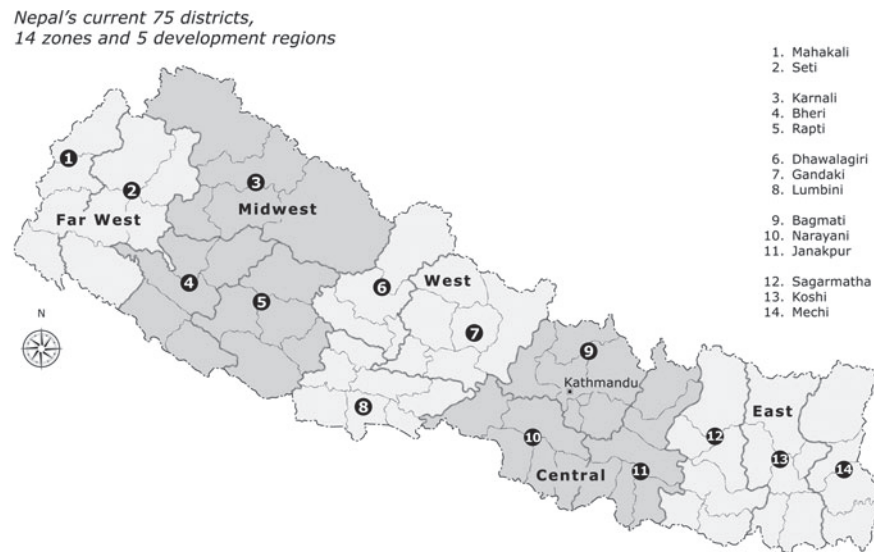 Nepal's current 75 districts,
14 zones and 5 development regions
1. Mahakali
2. Seti
3. Karnali
4. Bheri
5. Rapti
6. Dhawalagiri
7. Gandaki
8. Lumbini
9. Bagmati
10. Narayani
11. Janakpur
12. Sagarmatha
13. Koshi
14. Mechi
1
2
3
Far West
Midwest
4
5
6
West
7
N
8
9
Kathmandu
10
Central
11
East
12
13
14